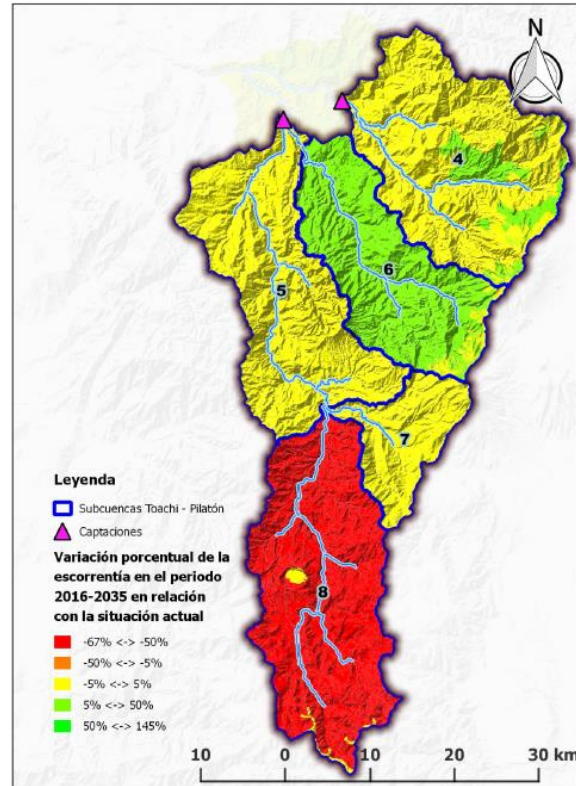 N
4
6
5
7
8
Leyenda
Subcuencas Toachi - Pilatón
Captaciones
Variación porcentual de la
escorrentía en el periodo
2016-2035 en relación
con la situación actual
-67% <-> -50%
-50% <-> -5%
-5% <-> 5%
5% <-> 50%
50% <-> 145%
10 0 10 20 30 km